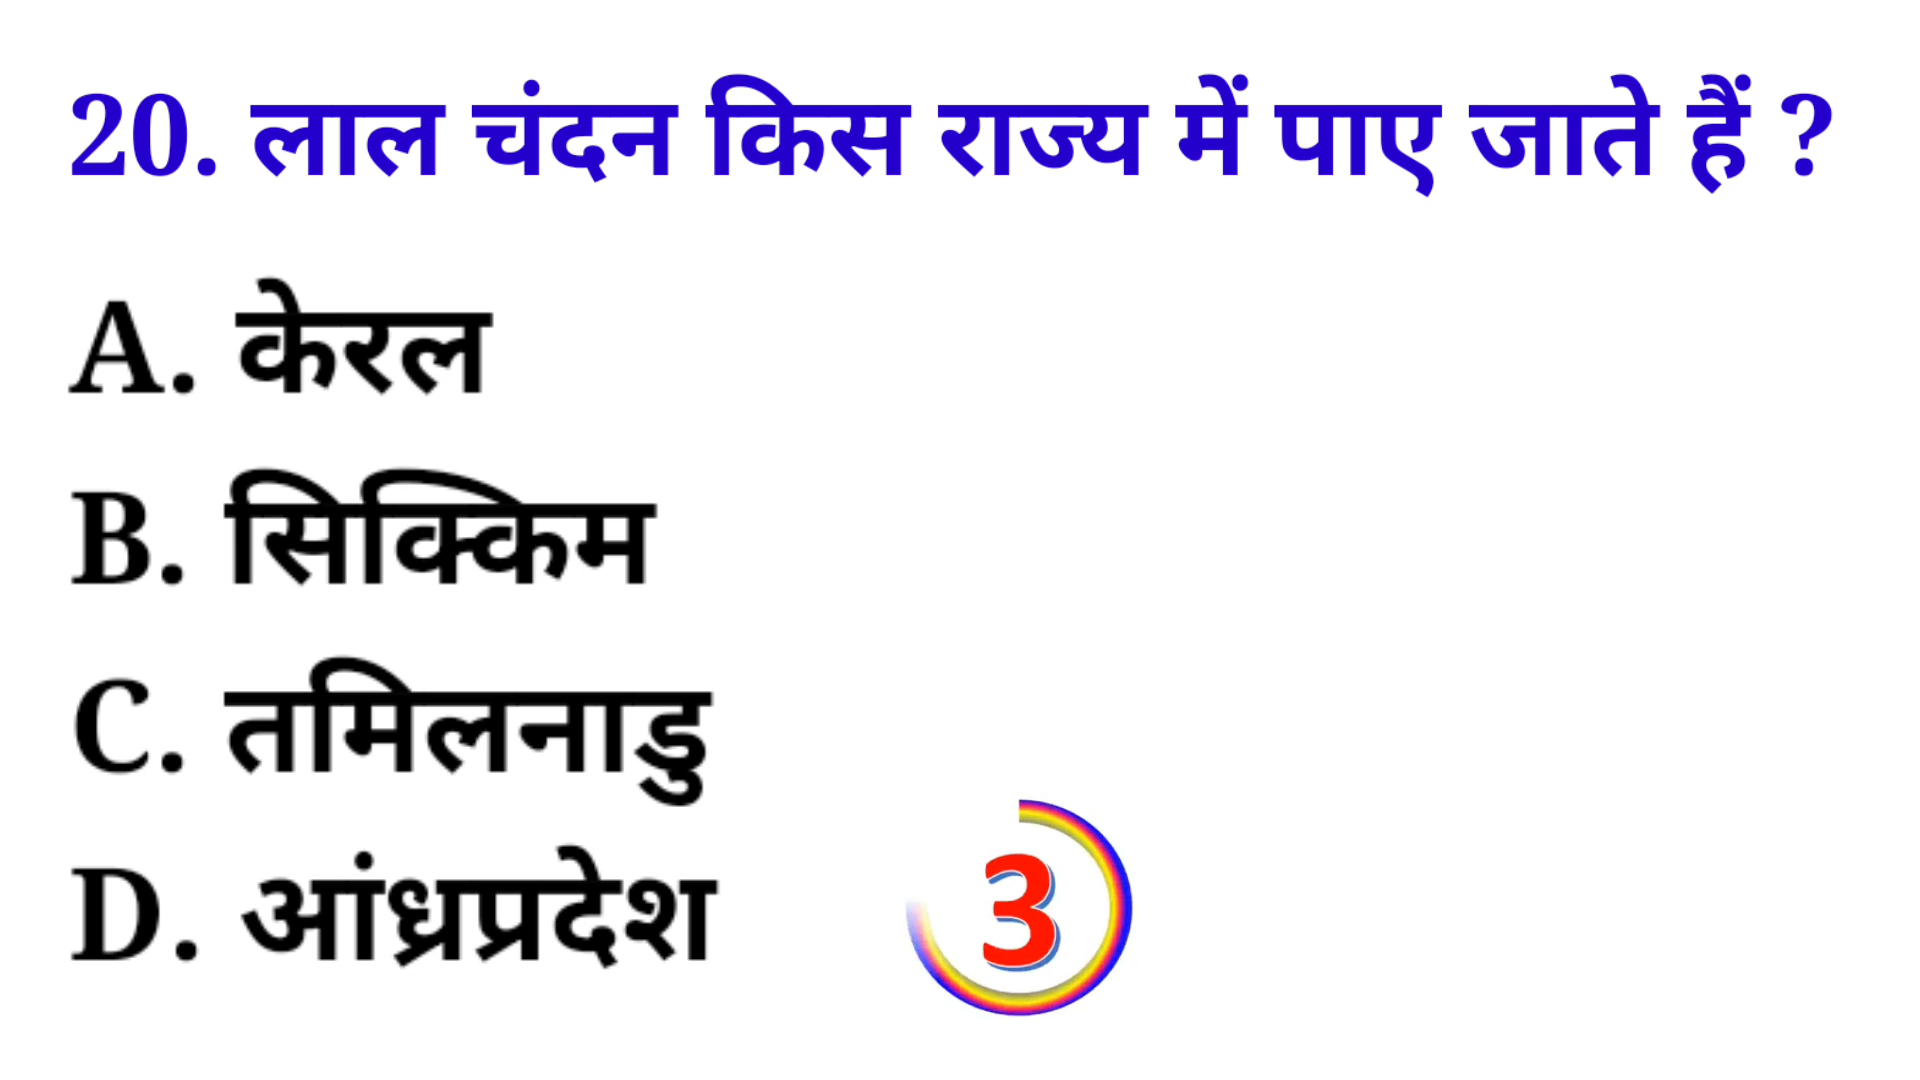 20. लाल चंदन किस राज्य में पाए जाते हैं ?
A. केरल
B. सिक्किम
C. तमिलनाडु
D. आंध्रप्रदेश
3